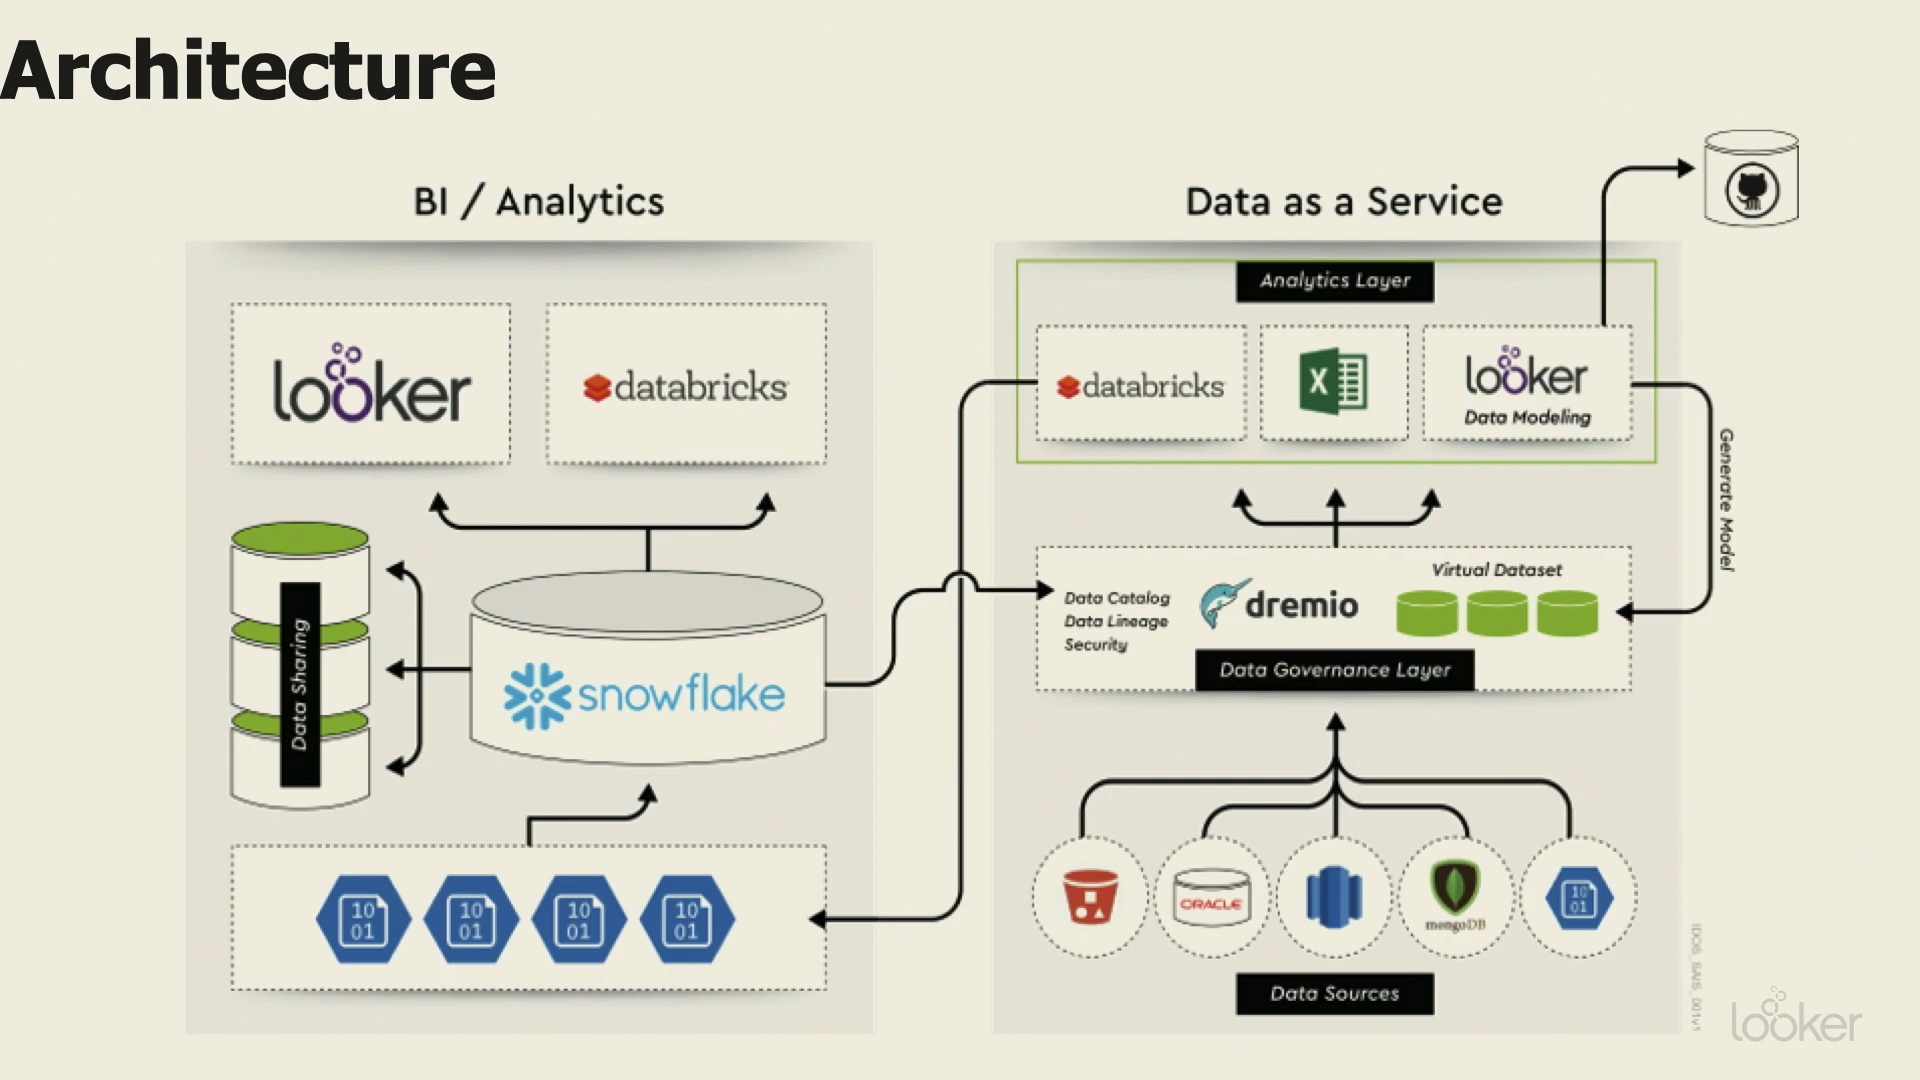 Architecture
BI / Analytics
looker
databricks
Data Sharing
snowflake
10
01
10
01
10
01
10
01
Data as a Service
Analytics Layer
databricks
X
looker
Data Modeling
Generate Model
Data Catalog
Data Lineage
Security
dremio
Virtual Dataset
Data Governance Layer
ORACLE
mongoDB
10
01
Data Sources
looker